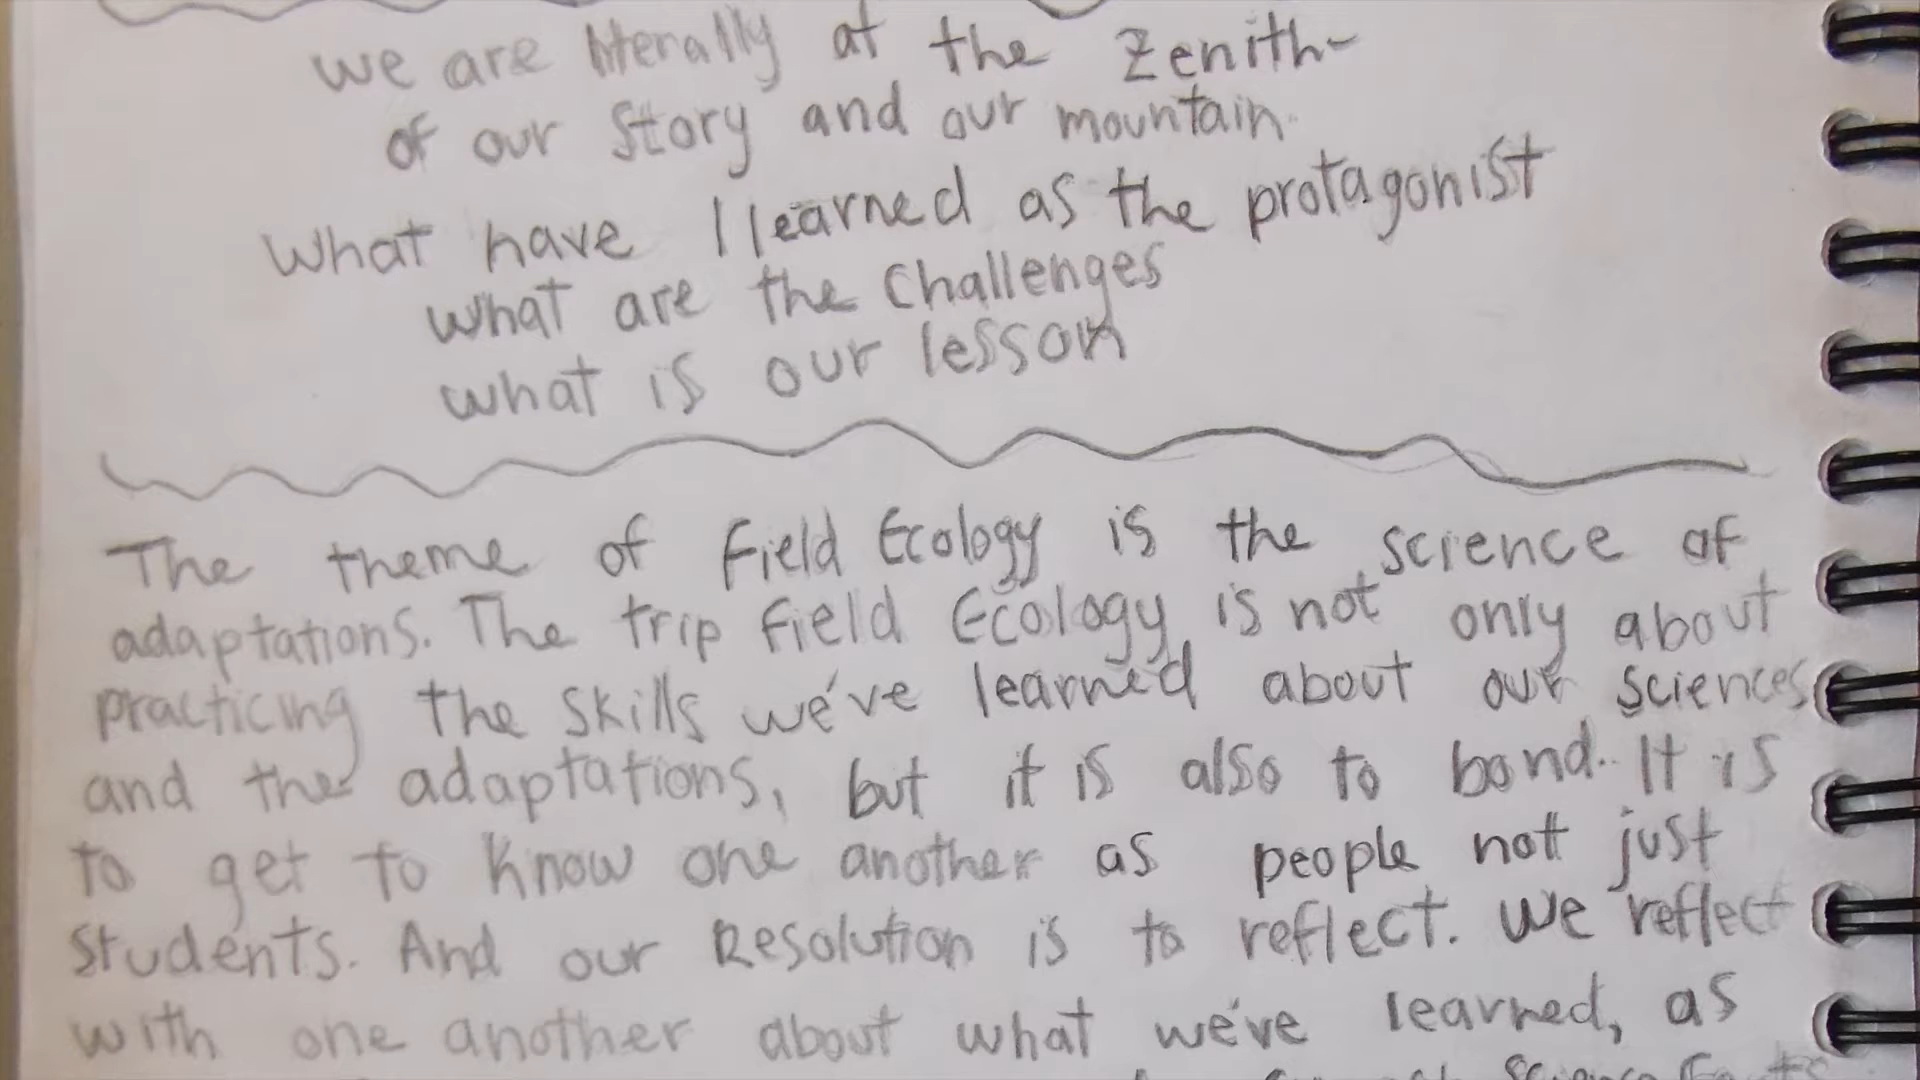 we are literally at the Zenith
of our Story and our mountain.
What have I learned as the protagonist
what are the challenges
what is our lesson
The theme of Field Ecology is the science of
adaptations. The trip Field Ecology is not only about
practicing the skills we've learned about our sciences
and the adaptations, but it is also to bond. It is
to get to know one another as people not just
students. And our Resolution is to reflect. We reflect
with one another about what we've learned, as